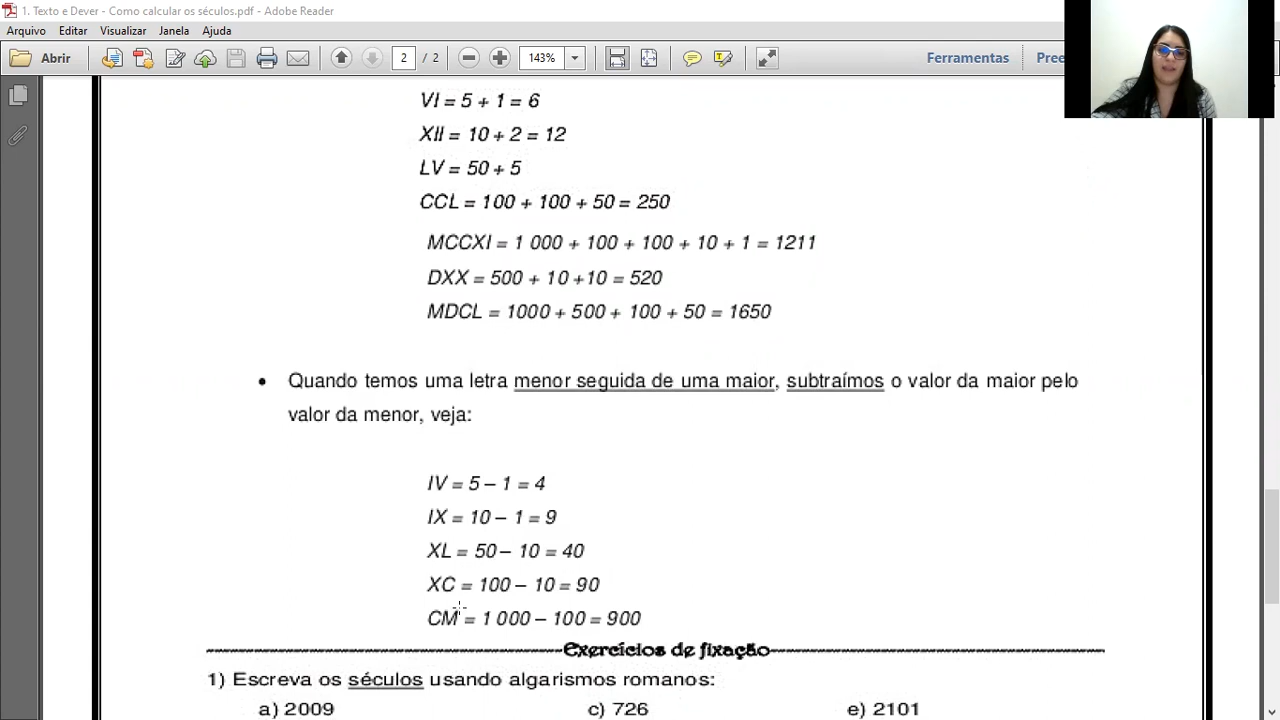 1. Texto e Dever - Como calcular os séculos.pdf - Adobe Reader
Arquivo Editar Visualizar Janela Ajuda
Abrir 2 / 2 143% Ferramentas Pree
VI = 5 + 1 = 6
XII = 10 + 2 = 12
LV = 50 + 5
CCL = 100 + 100 + 50 = 250
MCCXI = 1 000 + 100 + 100 + 10 + 1 = 1211
DXX = 500 + 10 +10 = 520
MDCL = 1000 + 500 + 100 + 50 = 1650
• Quando temos uma letra menor seguida de uma maior, subtraímos o valor da maior pelo
valor da menor, veja:
IV = 5 – 1 = 4
IX = 10 – 1 = 9
XL = 50 – 10 = 40
XC = 100 – 10 = 90
CM = 1 000 – 100 = 900
Exercícios de fixação
1) Escreva os séculos usando algarismos romanos:
a) 2009 c) 726 e) 2101